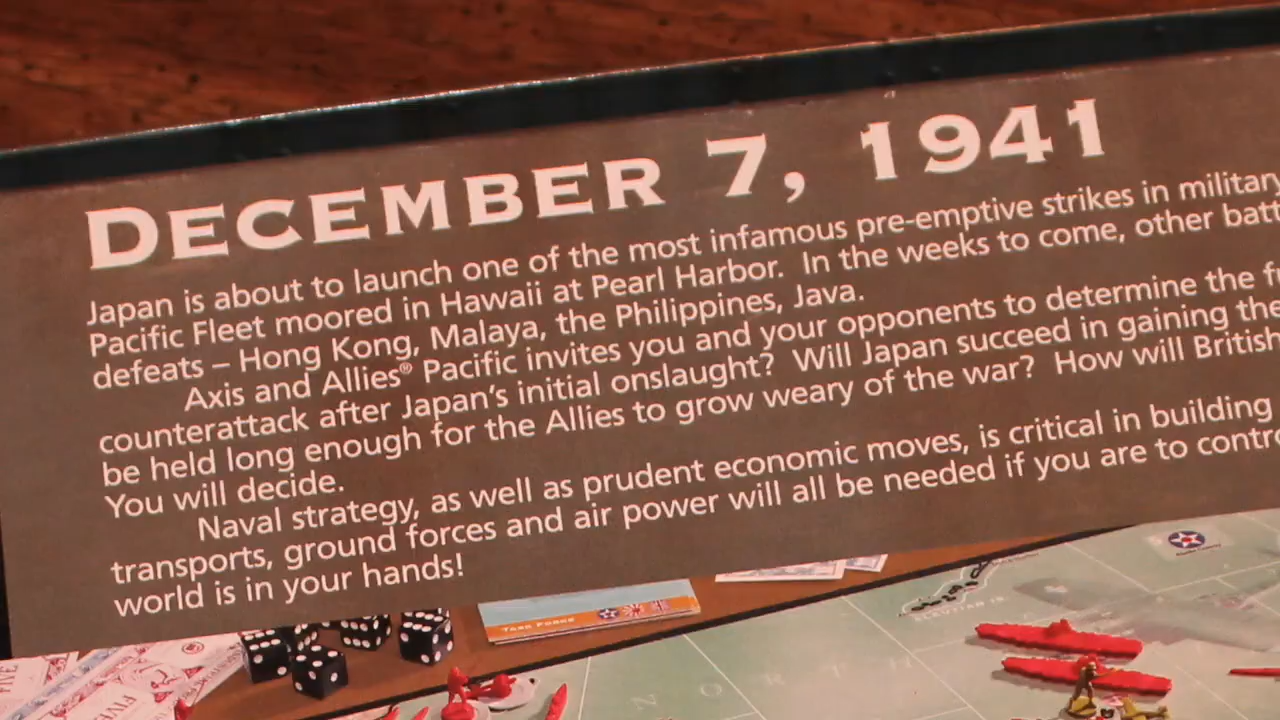 DECEMBER 7, 1941
Japan is about to launch one of the most infamous pre-emptive strikes in military
Pacific Fleet moored in Hawaii at Pearl Harbor. In the weeks to come, other
defeats – Hong Kong, Malaya, the Philippines, Java.
Axis and Allies® Pacific invites you and your opponents to determine the
counterattack after Japan's initial onslaught? Will Japan succeed in gaining the
be held long enough for the Allies to grow weary of the war? How will British
You will decide.
Naval strategy, as well as prudent economic moves, is critical in building
transports, ground forces and air power will all be needed if you are to
world is in your hands!
TASK FORCE
FIVE
FIVE
NORTH